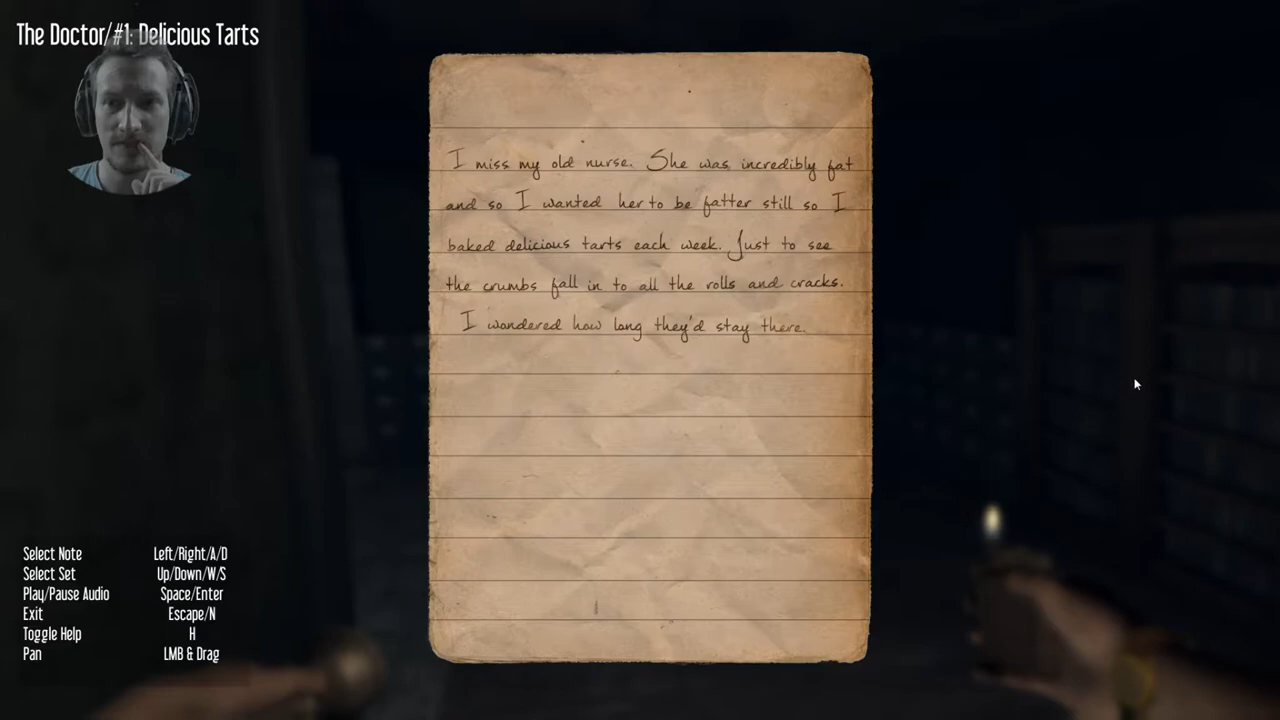 The Doctor/#1: Delicious Tarts
I miss my old nurse. She was incredibly fat
and so I wanted her to be fatter still so I
baked delicious tarts each week. Just to see
the crumbs fall in to all the rolls and cracks.
I wondered how long they'd stay there.
Select Note Left/Right/A/D
Select Set Up/Down/W/S
Play/Pause Audio Space/Enter
Exit Escape/N
Toggle Help H
Pan LMB & Drag